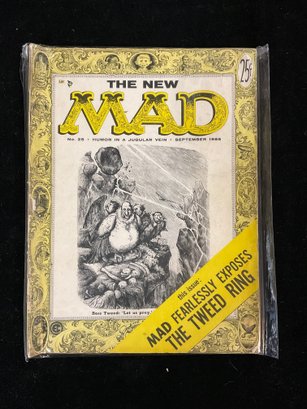 THE NEW
25¢
MAD
No. 25 · HUMOR IN A JUGULAR VEIN · SEPTEMBER 1955
Boss Tweed: 'Let us prey.'
this issue:
MAD FEARLESSLY EXPOSES
THE TWEED RING